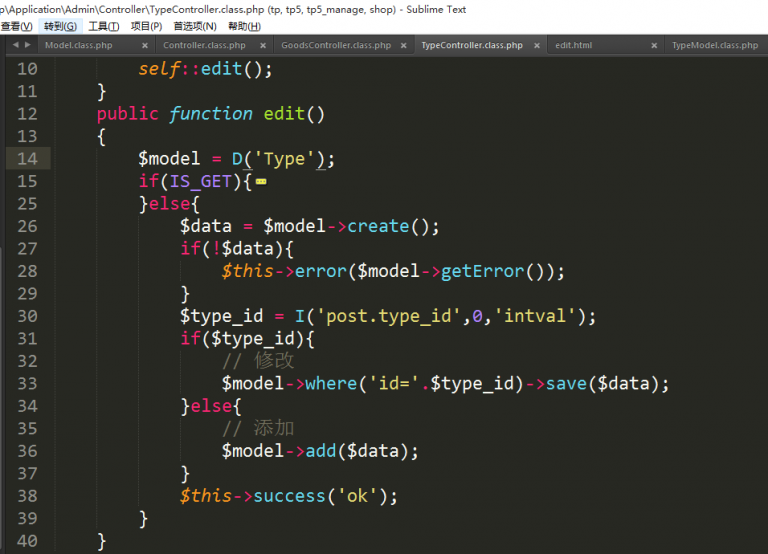 p\Application\Admin\Controller\TypeController.class.php (tp, tp5, tp5_manage, shop) - Sublime Text
查看(V) 转到(G) 工具(T) 项目(P) 首选项(N) 帮助(H)
Model.class.php × Controller.class.php × GoodsController.class.php × TypeController.class.php × edit.html × TypeModel.class.php
10 self::edit();
11 }
12 public function edit()
13 {
14 $model = D('Type');
15 if(IS_GET){
25 }else{
26 $data = $model->create();
27 if(!$data){
28 $this->error($model->getError());
29 }
30 $type_id = I('post.type_id',0,'intval');
31 if($type_id){
32 // 修改
33 $model->where('id='.$type_id)->save($data);
34 }else{
35 // 添加
36 $model->add($data);
37 }
38 $this->success('ok');
39 }
40 }